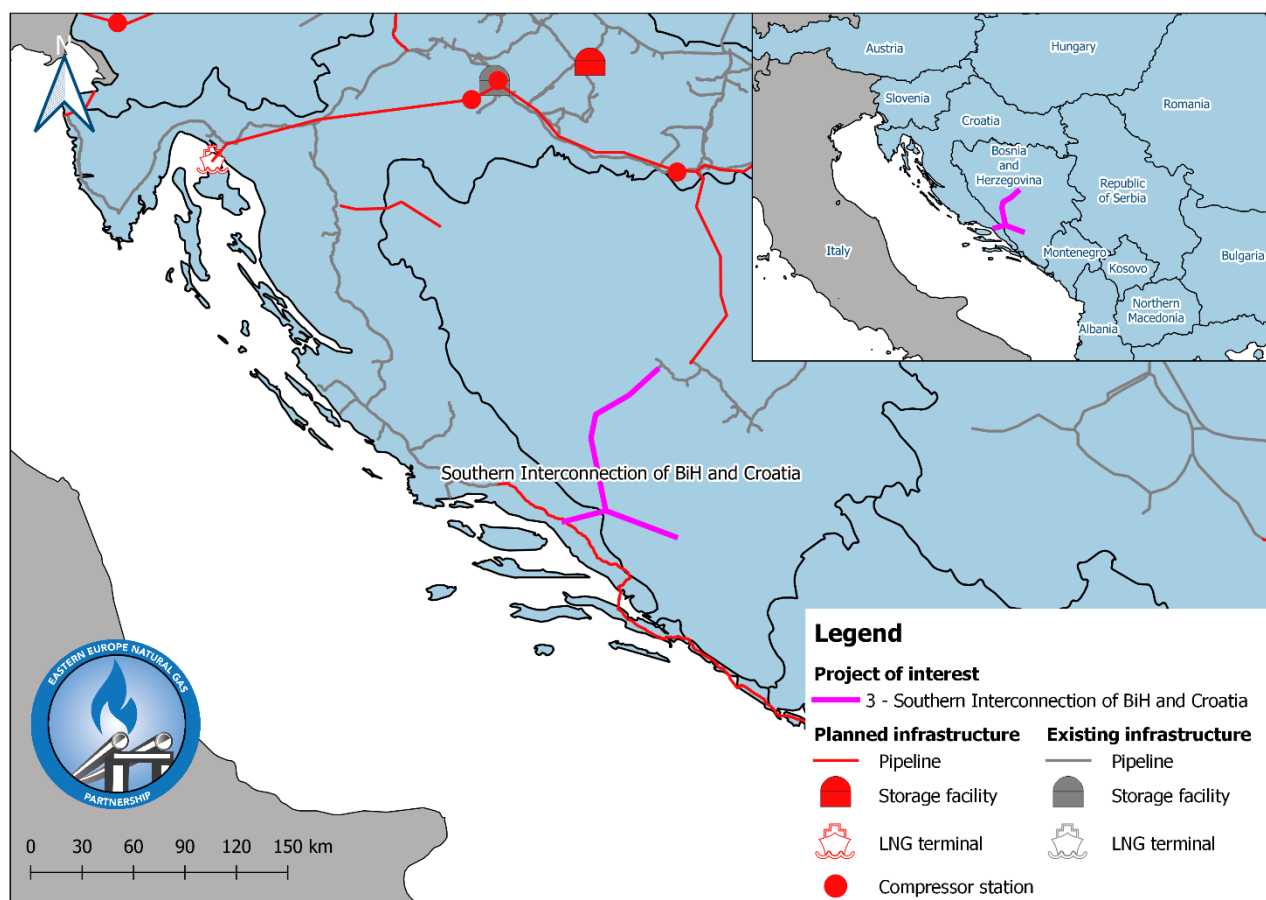 N
Austria
Hungary
Slovenia
Romania
Croatia
Bosnia
and
Herzegovina
Republic
of Serbia
Italy
Montenegro
Kosovo
Bulgaria
Northern
Macedonia
Albania
Southern Interconnection of BiH and Croatia
EASTERN EUROPE NATURAL GAS
PARTNERSHIP
0 30 60 90 120 150 km
Legend
Project of interest
3 - Southern Interconnection of BiH and Croatia
Planned infrastructure
Pipeline
Storage facility
LNG terminal
Compressor station
Existing infrastructure
Pipeline
Storage facility
LNG terminal